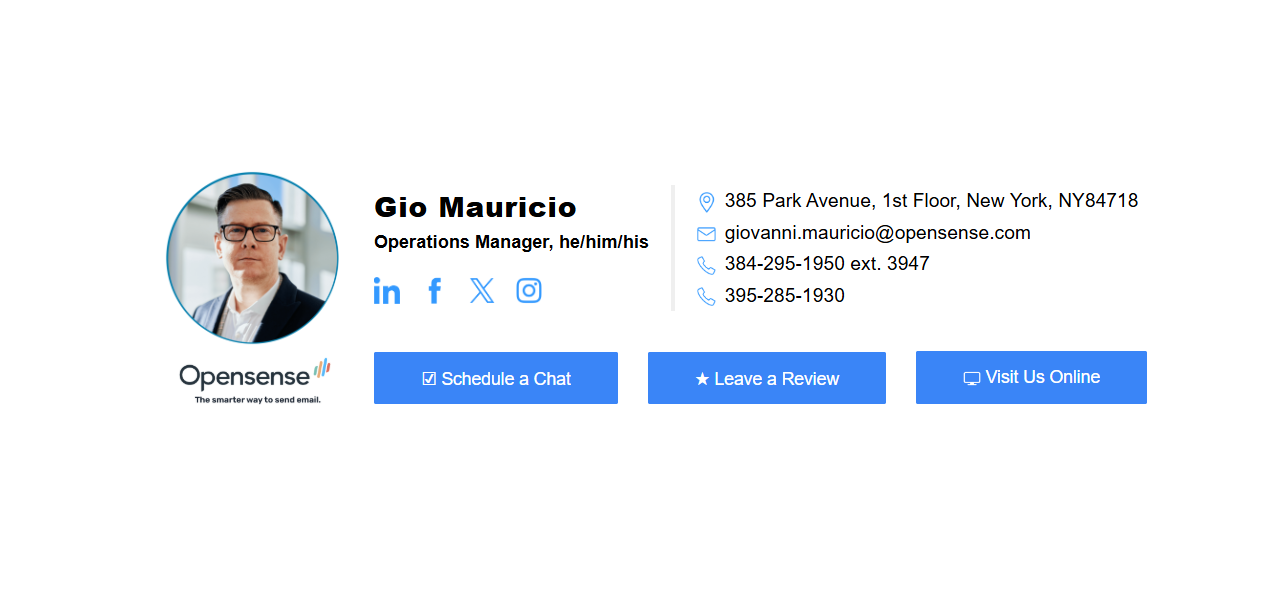 Gio Mauricio
Operations Manager, he/him/his
385 Park Avenue, 1st Floor, New York, NY84718
giovanni.mauricio@opensense.com
384-295-1950 ext. 3947
395-285-1930
Opensense
The smarter way to send email.
☑ Schedule a Chat
★ Leave a Review
Visit Us Online